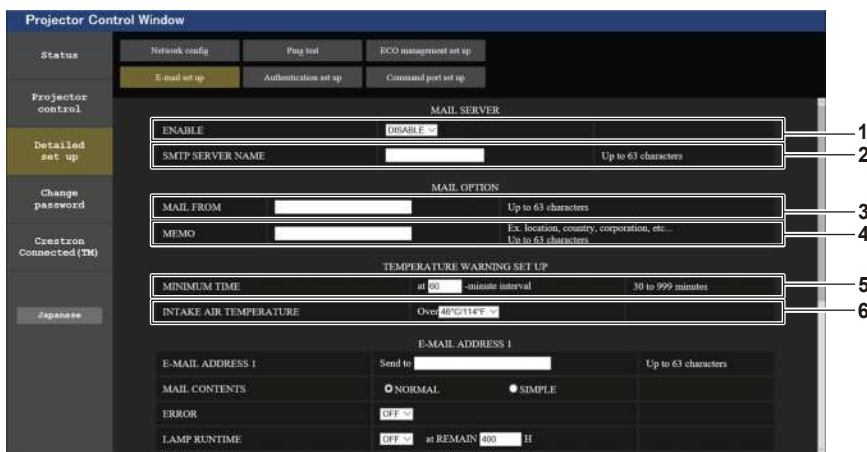 Projector Control Window
Status
Network config
Ping test
ECO management set up
E-mail set up
Authentication set up
Command port set up
Projector
control
Detailed
set up
Change
password
Crestron
Connected(TM)
Japanese
MAIL SERVER
ENABLE
DISABLE
1
SMTP SERVER NAME
Up to 63 characters
2
MAIL OPTION
MAIL FROM
Up to 63 characters
3
MEMO
Ex. location, country, corporation, etc...
Up to 63 characters
4
TEMPERATURE WARNING SET UP
MINIMUM TIME
at 60 -minute interval
30 to 999 minutes
5
INTAKE AIR TEMPERATURE
Over 46°C/114°F
6
E-MAIL ADDRESS 1
E-MAIL ADDRESS 1
Send to
Up to 63 characters
MAIL CONTENTS
NORMAL
SIMPLE
ERROR
OFF
LAMP RUNTIME
OFF
at REMAIN 400 H